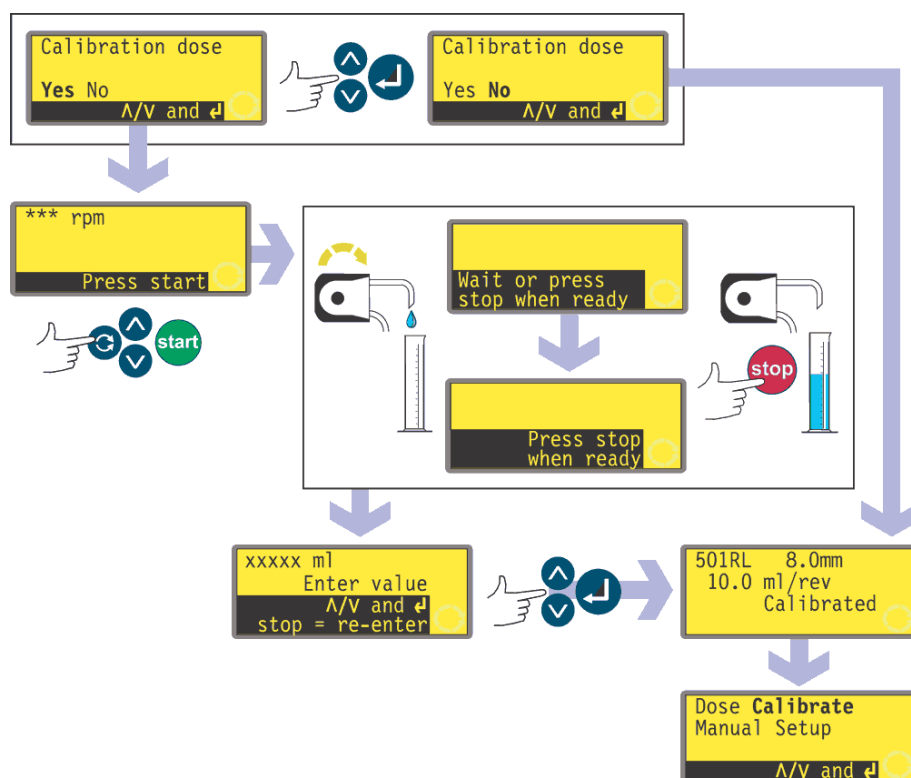 Calibration dose
Yes No
Λ/V and ↵
Calibration dose
Yes No
Λ/V and ↵
*** rpm
Press start
start
Wait or press
stop when ready
stop
Press stop
when ready
xxxxx ml
Enter value
Λ/V and ↵
stop = re-enter
501RL 8.0mm
10.0 ml/rev
Calibrated
Dose Calibrate
Manual Setup
Λ/V and ↵